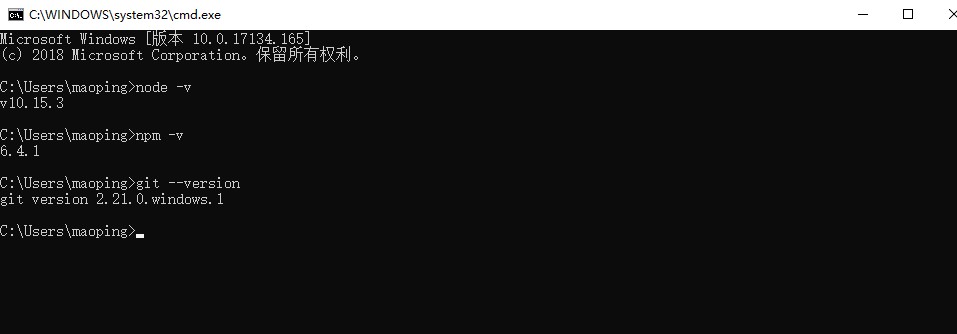 C:\WINDOWS\system32\cmd.exe
Microsoft Windows [版本 10.0.17134.165]
(c) 2018 Microsoft Corporation。保留所有权利。
C:\Users\maoping>node -v
v10.15.3
C:\Users\maoping>npm -v
6.4.1
C:\Users\maoping>git --version
git version 2.21.0.windows.1
C:\Users\maoping>